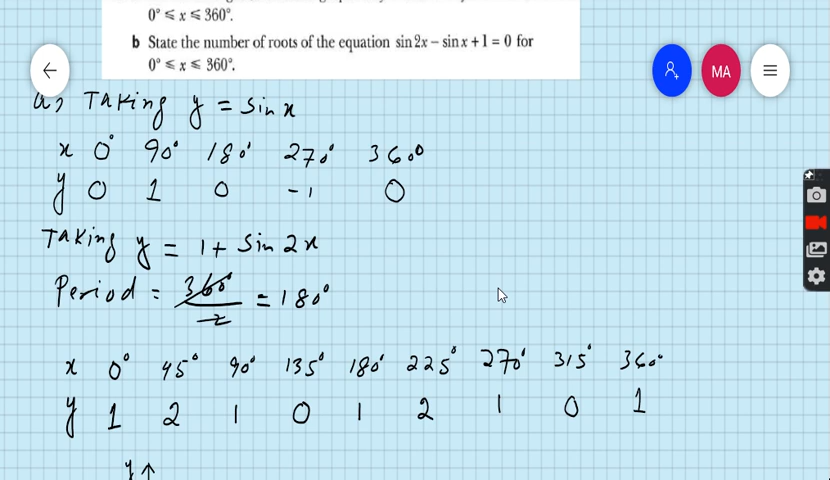 0° ⩽ x ⩽ 360°.
b State the number of roots of the equation sin 2x − sin x + 1 = 0 for
0° ⩽ x ⩽ 360°.
MA
a, Taking y = sin x
x 0° 90° 180° 270° 360°
y 0 1 0 -1 0
Taking y = 1 + sin 2x
Period = 360°/2 = 180°
x 0° 45° 90° 135° 180° 225° 270° 315° 360°
y 1 2 1 0 1 2 1 0 1
y ↑